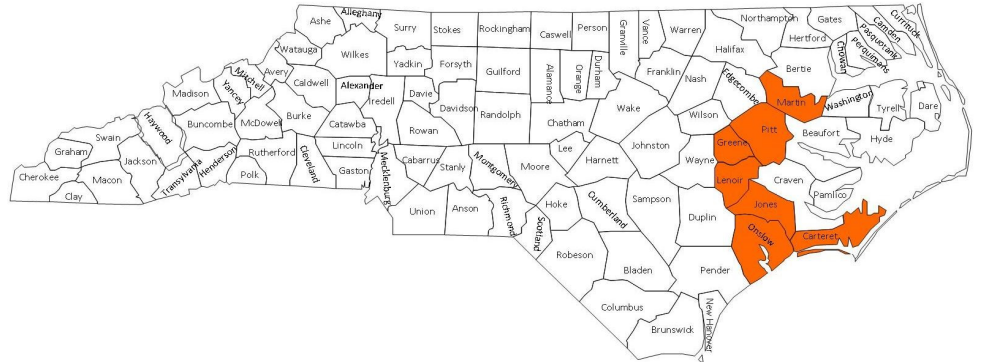 Ashe
Alleghany
Surry
Stokes
Rockingham
Caswell
Person
Granville
Vance
Warren
Northampton
Gates
Currituck
Camden
Pasquotank
Perquimans
Chowan
Hertford
Halifax
Bertie
Watauga
Wilkes
Yadkin
Forsyth
Guilford
Alamance
Orange
Durham
Franklin
Nash
Edgecombe
Martin
Washington
Tyrell
Dare
Avery
Mitchell
Yancey
Madison
Caldwell
Alexander
Iredell
Davie
Davidson
Randolph
Chatham
Wake
Wilson
Pitt
Beaufort
Hyde
Haywood
Buncombe
McDowell
Burke
Catawba
Rowan
Lee
Johnston
Greene
Wayne
Swain
Graham
Jackson
Transylvania
Henderson
Rutherford
Polk
Cleveland
Lincoln
Gaston
Mecklenburg
Cabarrus
Stanly
Montgomery
Moore
Harnett
Lenoir
Craven
Pamlico
Cherokee
Clay
Macon
Union
Anson
Richmond
Scotland
Hoke
Cumberland
Sampson
Duplin
Jones
Onslow
Carteret
Robeson
Bladen
Pender
Columbus
Brunswick
New Hanover